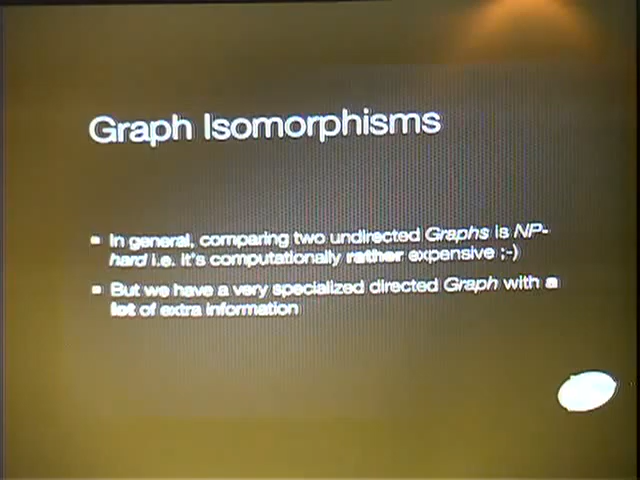 Graph Isomorphisms
In general, comparing two undirected Graphs is NP-
hard i.e. it's computationally rather expensive ;-)
But we have a very specialized directed Graph with a
lot of extra information